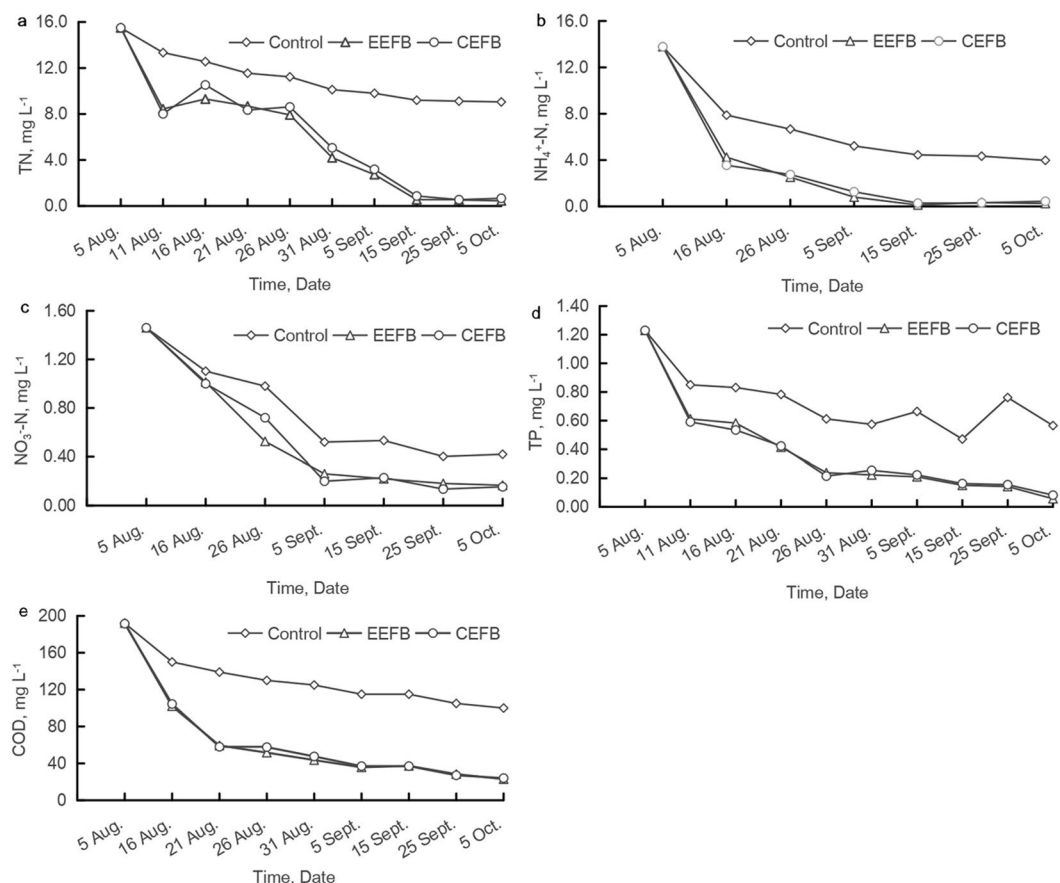 a
TN, mg L⁻¹
16.0
12.0
8.0
4.0
0.0
Control EEFB CEFB
5 Aug.
11 Aug.
16 Aug.
21 Aug.
26 Aug.
31 Aug.
5 Sept.
15 Sept.
25 Sept.
5 Oct.
Time, Date
b
NH₄⁺-N, mg L⁻¹
16.0
12.0
8.0
4.0
0.0
Control EEFB CEFB
5 Aug.
16 Aug.
26 Aug.
5 Sept.
15 Sept.
25 Sept.
5 Oct.
Time, Date
c
NO₃⁻-N, mg L⁻¹
1.60
1.20
0.80
0.40
0.00
Control EEFB CEFB
5 Aug.
16 Aug.
26 Aug.
5 Sept.
15 Sept.
25 Sept.
5 Oct.
Time, Date
d
TP, mg L⁻¹
1.40
1.20
1.00
0.80
0.60
0.40
0.20
0.00
Control EEFB CEFB
5 Aug.
11 Aug.
16 Aug.
21 Aug.
26 Aug.
31 Aug.
5 Sept.
15 Sept.
25 Sept.
5 Oct.
Time, Date
e
COD, mg L⁻¹
200
160
120
80
40
0
Control EEFB CEFB
5 Aug.
16 Aug.
21 Aug.
26 Aug.
31 Aug.
5 Sept.
15 Sept.
25 Sept.
5 Oct.
Time, Date